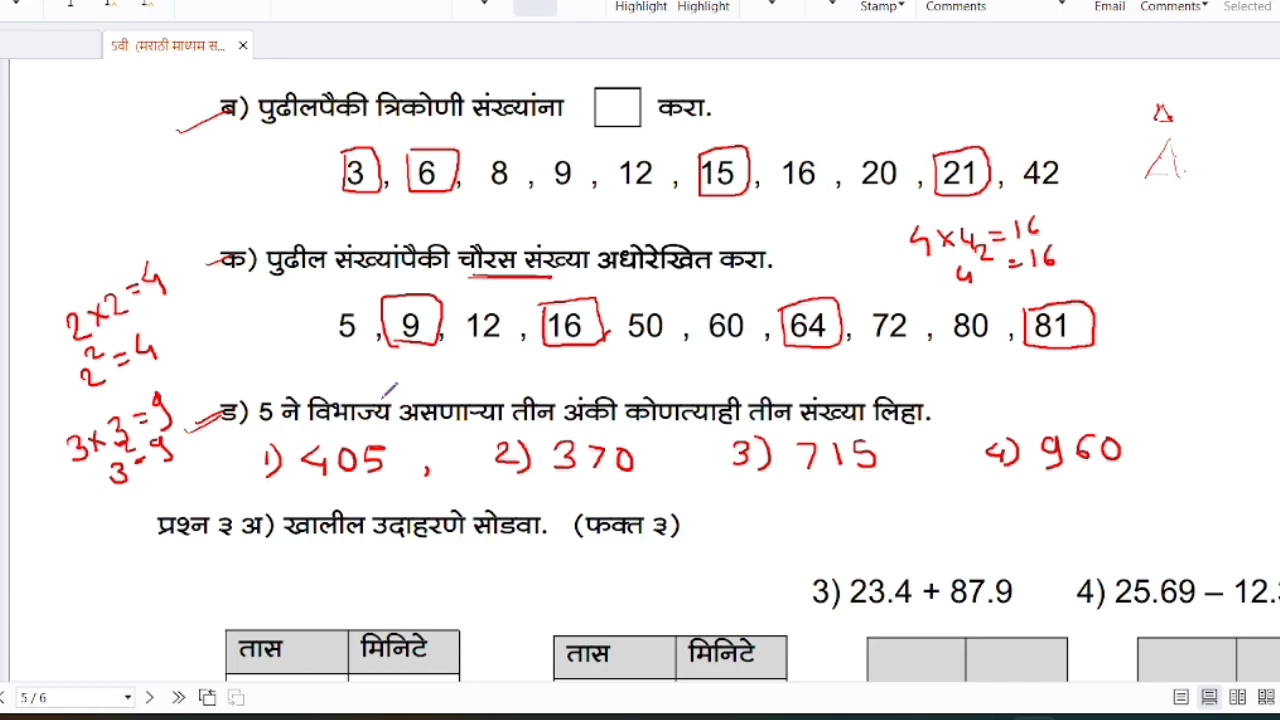 Highlight Highlight Stamp Comments Email Comments Selected
5वी (मराठी माध्यम स...
ब) पुढीलपैकी त्रिकोणी संख्यांना करा.
3 , 6 , 8 , 9 , 12 , 15 , 16 , 20 , 21 , 42
4 × 4 = 16
4² = 16
क) पुढील संख्यांपैकी चौरस संख्या अधोरेखित करा.
2 × 2 = 4
2² = 4
5 , 9 , 12 , 16 , 50 , 60 , 64 , 72 , 80 , 81
ड) 5 ने विभाज्य असणाऱ्या तीन अंकी कोणत्याही तीन संख्या लिहा.
3 × 3 = 9
3² = 9
1) 405 , 2) 370 3) 715 4) 960
प्रश्न ३ अ) खालील उदाहरणे सोडवा. (फक्त ३)
3) 23.4 + 87.9 4) 25.69 – 12.
तास मिनिटे तास मिनिटे
5 / 6